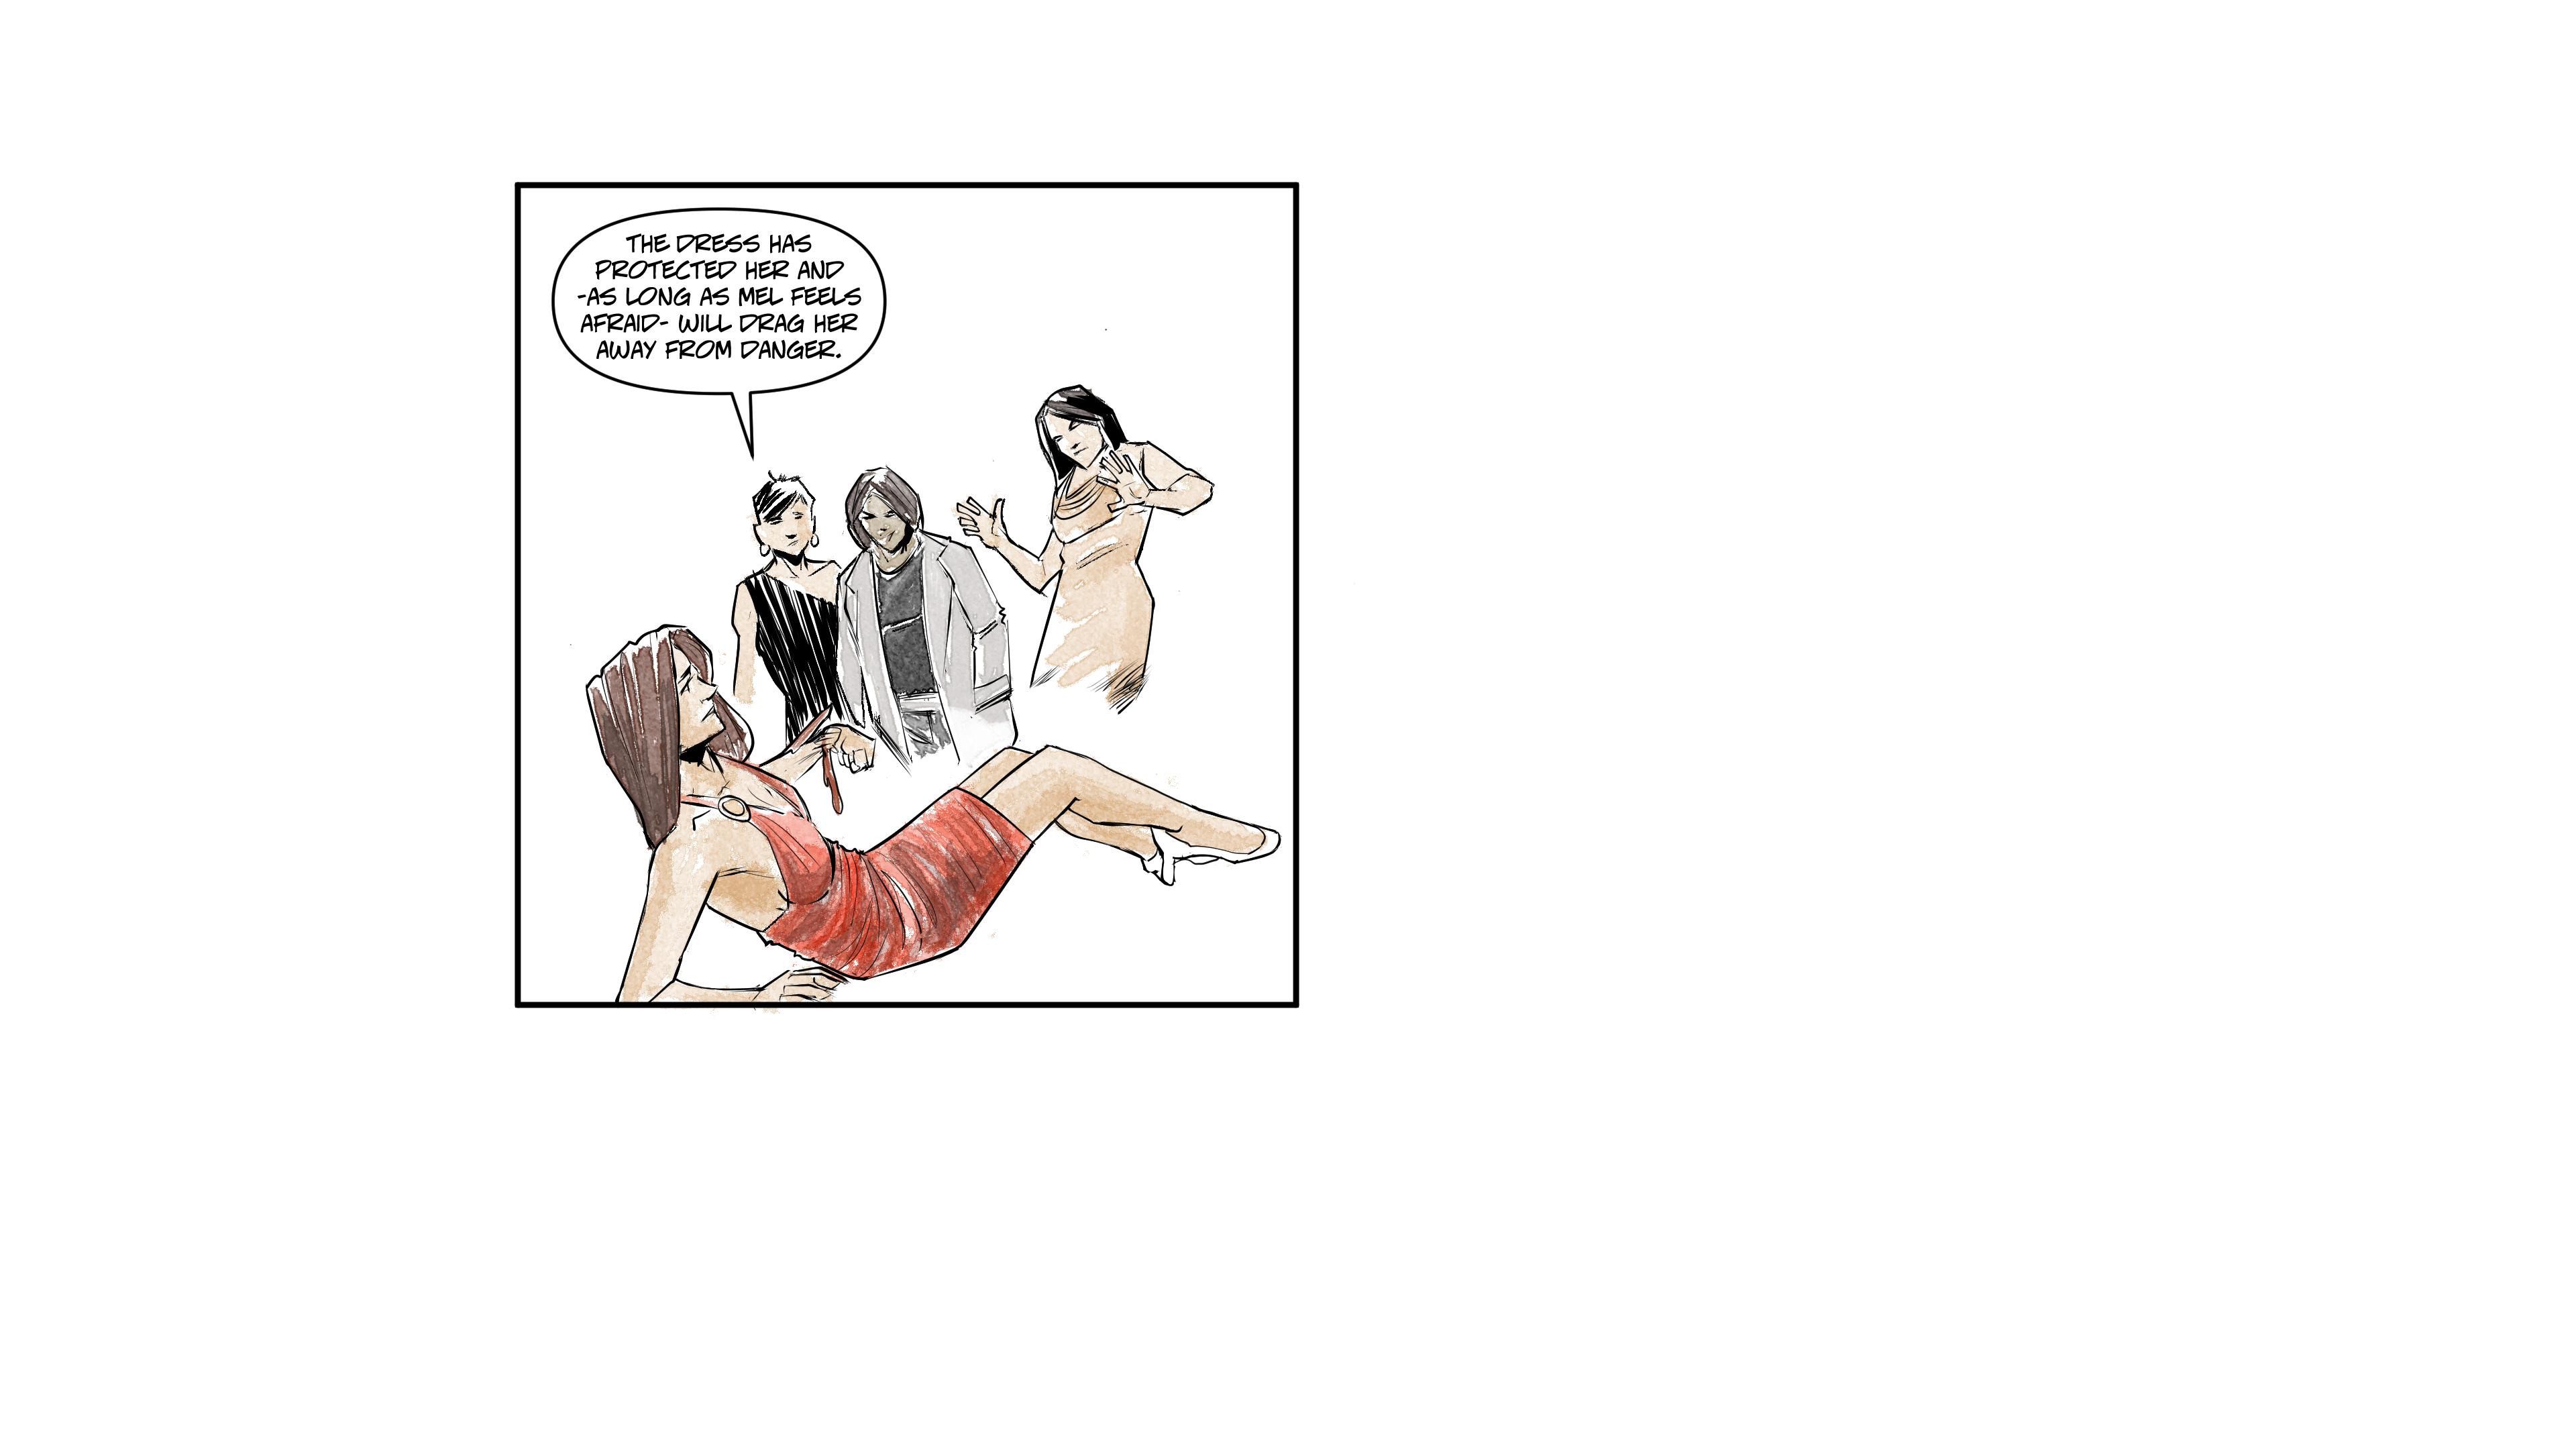 THE DRESS HAS
PROTECTED HER AND
-AS LONG AS MEL FEELS
AFRAID- WILL DRAG HER
AWAY FROM DANGER.